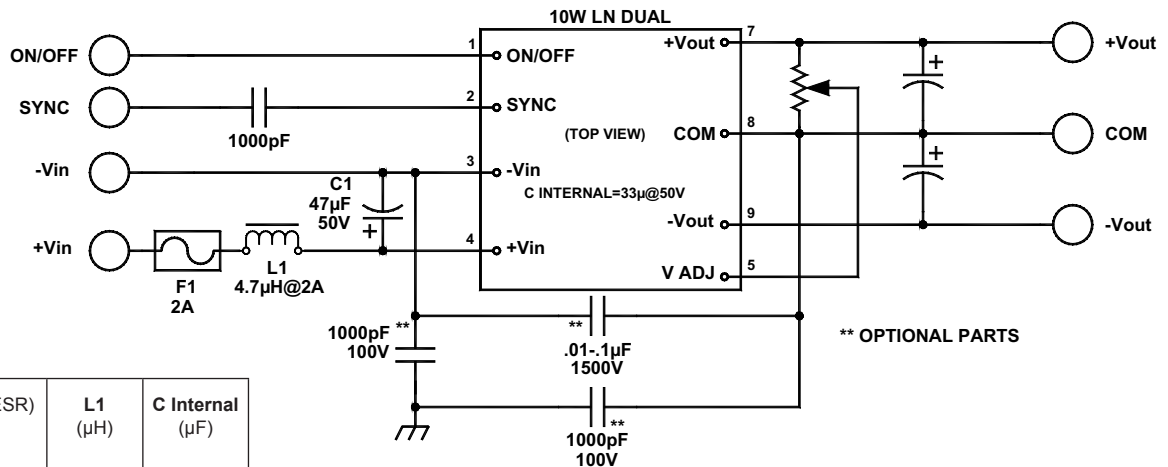 10W LN DUAL
ON/OFF
1
ON/OFF
+Vout
7
+Vout
SYNC
2
SYNC
1000pF
(TOP VIEW)
COM
8
COM
-Vin
3
-Vin
C1
47µF
50V
+
C INTERNAL=33µ@50V
+
+
-Vout
9
-Vout
+Vin
4
+Vin
F1
2A
L1
4.7µH@2A
V ADJ
5
1000pF **
100V
**
.01-.1µF
1500V
** OPTIONAL PARTS
**
1000pF
100V
ESR)
L1
(µH)
C Internal
(µF)